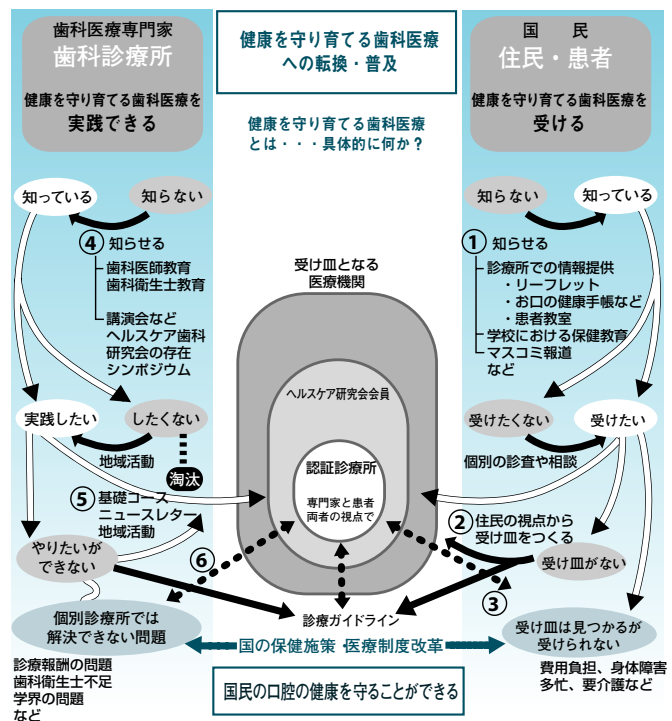 歯科医療専門家
歯科診療所
健康を守り育てる歯科医療を
実践できる
健康を守り育てる歯科医療
への転換・普及
国　民
住民・患者
健康を守り育てる歯科医療を
受ける
健康を守り育てる歯科医療
とは・・・具体的に何か？
知っている
知らない
④ 知らせる
歯科医師教育
歯科衛生士教育
講演会など
ヘルスケア歯科
研究会の存在
シンポジウム
実践したい
したくない
地域活動
淘汰
⑤ 基礎コース
ニュースレター
地域活動
やりたいが
できない
⑥
個別診療所では
解決できない問題
診療報酬の問題
歯科衛生士不足
学界の問題
など
受け皿となる
医療機関
ヘルスケア研究会会員
認証診療所
専門家と患者
両者の視点で
診療ガイドライン
国の保健施策・医療制度改革
国民の口腔の健康を守ることができる
知らない
知っている
① 知らせる
診療所での情報提供
・リーフレット
・お口の健康手帳など
・患者教室
学校における保健教育
マスコミ報道
など
受けたくない
受けたい
個別の診査や相談
② 住民の視点から
受け皿をつくる
受け皿がない
③
受け皿は見つかるが
受けられない
費用負担、身体障害
多忙、要介護など